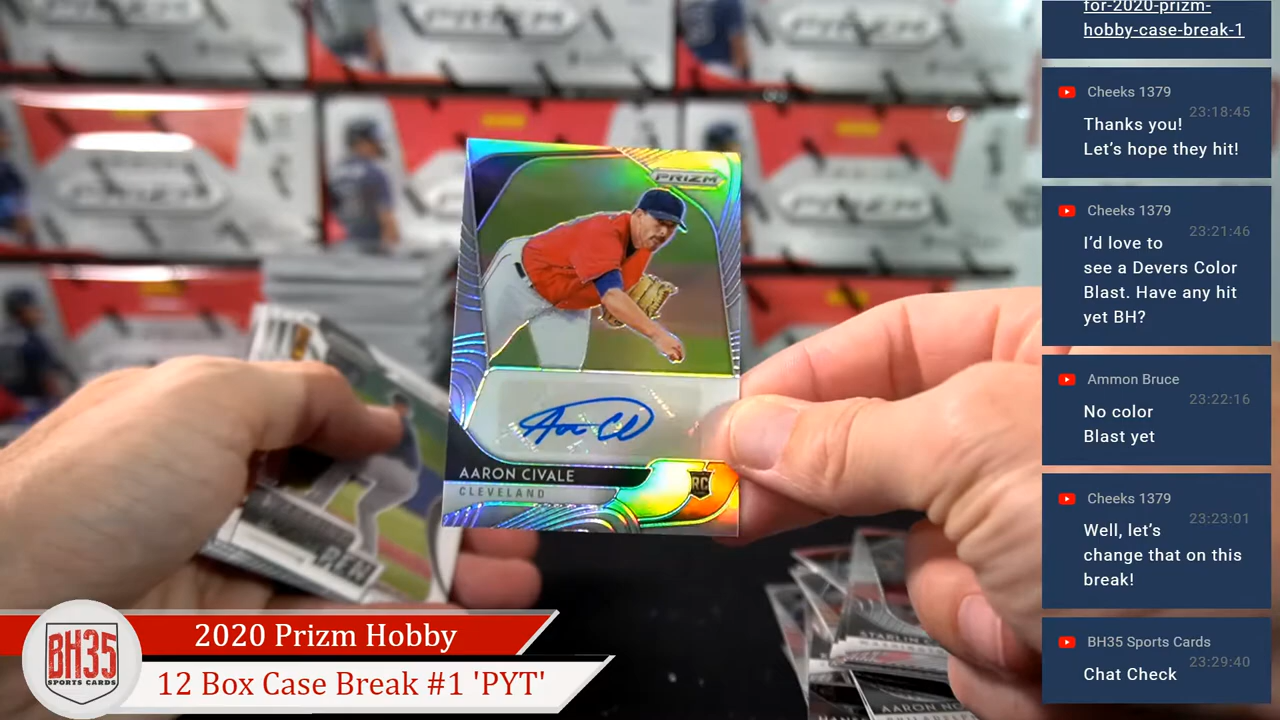 for-2020-prizm-
hobby-case-break-1
Cheeks 1379
23:18:45
Thanks you!
Let's hope they hit!
Cheeks 1379
23:21:46
I'd love to
see a Devers Color
Blast. Have any hit
yet BH?
Ammon Bruce
23:22:16
No color
Blast yet
Cheeks 1379
23:23:01
Well, let's
change that on this
break!
BH35 Sports Cards
23:29:40
Chat Check
PRIZM
AARON CIVALE
CLEVELAND
RC
STARLIN
AARON NO
2020 Prizm Hobby
12 Box Case Break #1 'PYT'
BH35
SPORTS CARDS